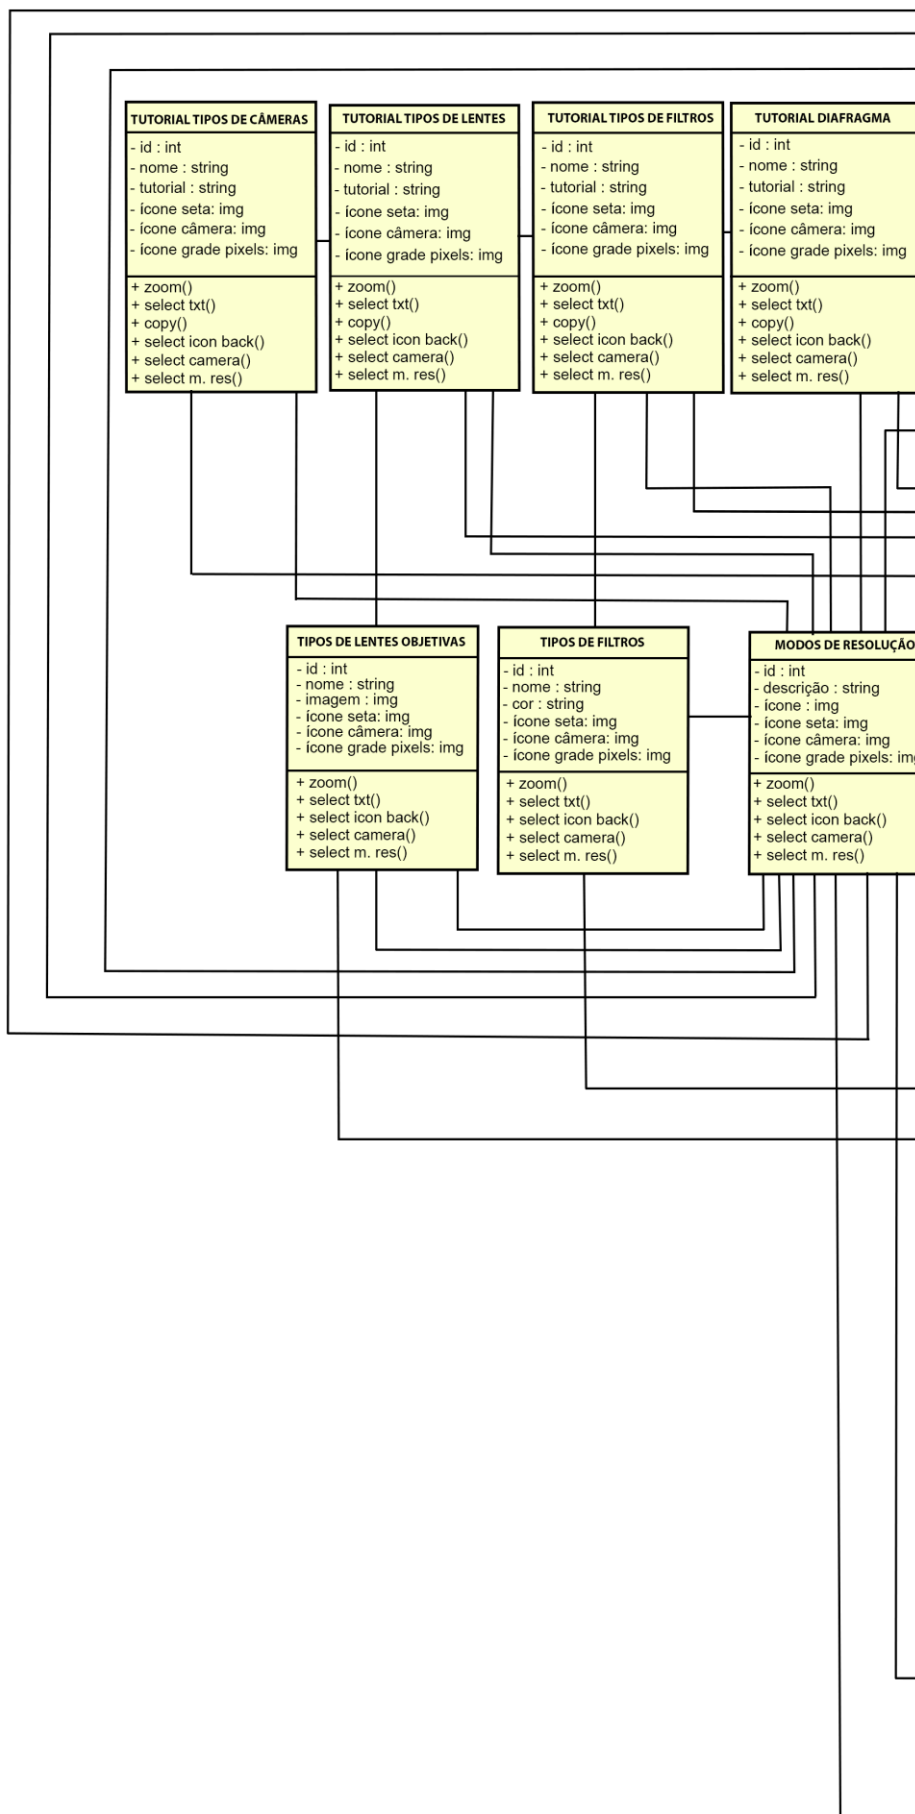 TUTORIAL TIPOS DE CÂMERAS
- id : int
- nome : string
- tutorial : string
- ícone seta: img
- ícone câmera: img
- ícone grade pixels: img
+ zoom()
+ select txt()
+ copy()
+ select icon back()
+ select camera()
+ select m. res()
TUTORIAL TIPOS DE LENTES
- id : int
- nome : string
- tutorial : string
- ícone seta: img
- ícone câmera: img
- ícone grade pixels: img
+ zoom()
+ select txt()
+ copy()
+ select icon back()
+ select camera()
+ select m. res()
TUTORIAL TIPOS DE FILTROS
- id : int
- nome : string
- tutorial : string
- ícone seta: img
- ícone câmera: img
- ícone grade pixels: img
+ zoom()
+ select txt()
+ copy()
+ select icon back()
+ select camera()
+ select m. res()
TUTORIAL DIAFRAGMA
- id : int
- nome : string
- tutorial : string
- ícone seta: img
- ícone câmera: img
- ícone grade pixels: img
+ zoom()
+ select txt()
+ copy()
+ select icon back()
+ select camera()
+ select m. res()
TIPOS DE LENTES OBJETIVAS
- id : int
- nome : string
- imagem : img
- ícone seta: img
- ícone câmera: img
- ícone grade pixels: img
+ zoom()
+ select txt()
+ select icon back()
+ select camera()
+ select m. res()
TIPOS DE FILTROS
- id : int
- nome : string
- cor : string
- ícone seta: img
- ícone câmera: img
- ícone grade pixels: img
+ zoom()
+ select txt()
+ select icon back()
+ select camera()
+ select m. res()
MODOS DE RESOLUÇÃO
- id : int
- descrição : string
- ícone : img
- ícone seta: img
- ícone câmera: img
- ícone grade pixels: img
+ zoom()
+ select txt()
+ select icon back()
+ select camera()
+ select m. res()